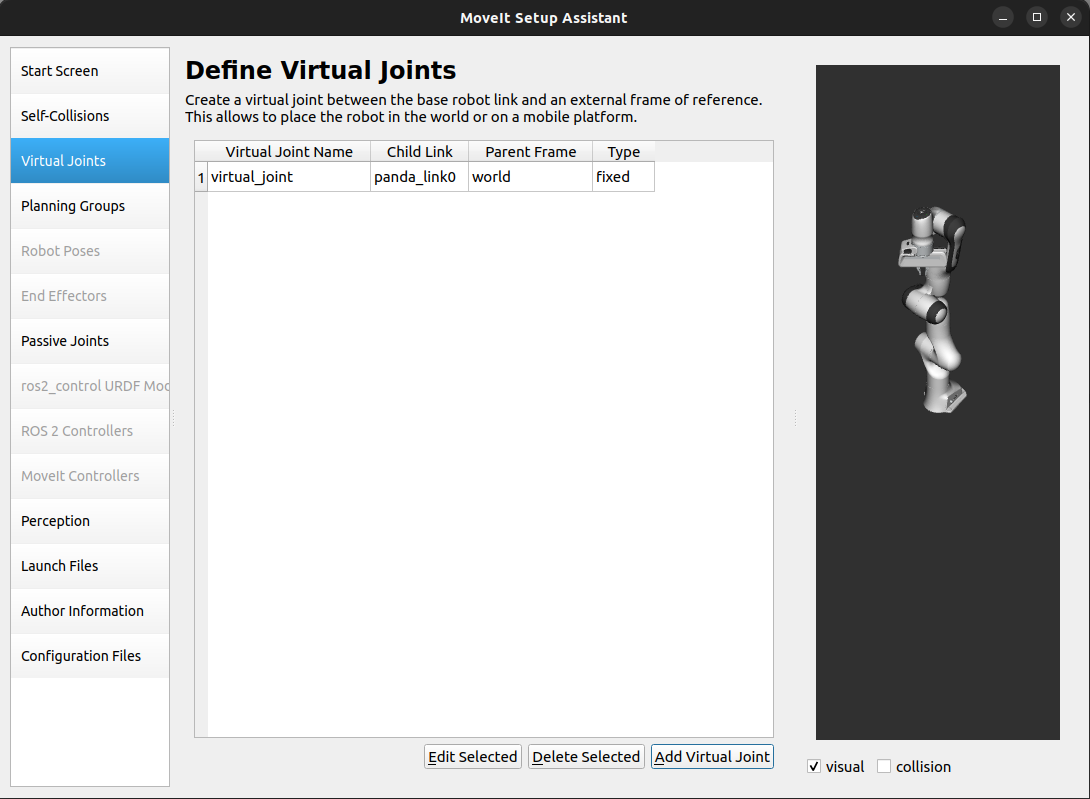 MoveIt Setup Assistant
Start Screen
Self-Collisions
Virtual Joints
Planning Groups
Robot Poses
End Effectors
Passive Joints
ros2_control URDF Moc
ROS 2 Controllers
MoveIt Controllers
Perception
Launch Files
Author Information
Configuration Files
Define Virtual Joints
Create a virtual joint between the base robot link and an external frame of reference.
This allows to place the robot in the world or on a mobile platform.
Virtual Joint Name Child Link Parent Frame Type
1 virtual_joint panda_link0 world fixed
Edit Selected Delete Selected Add Virtual Joint
visual collision